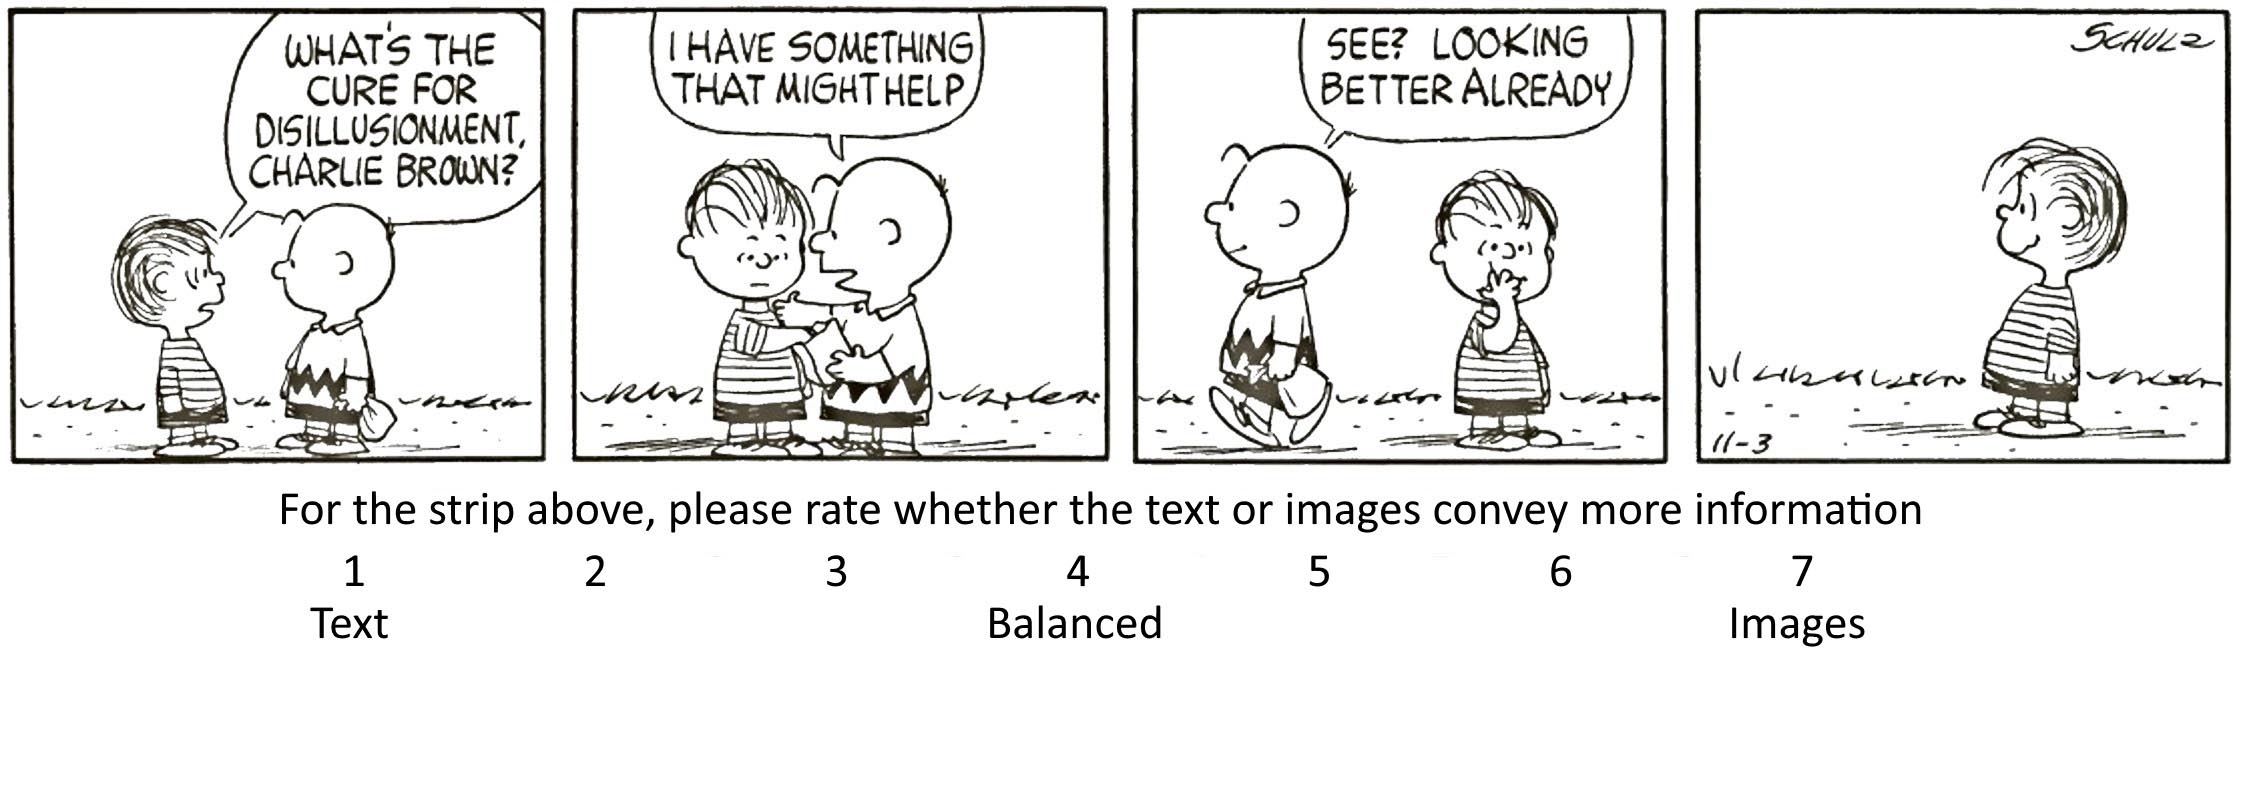 WHAT'S THE
CURE FOR
DISILLUSIONMENT,
CHARLIE BROWN?
I HAVE SOMETHING
THAT MIGHT HELP
SEE? LOOKING
BETTER ALREADY
SCHULZ
11-3
For the strip above, please rate whether the text or images convey more information
1 2 3 4 5 6 7
Text Balanced Images